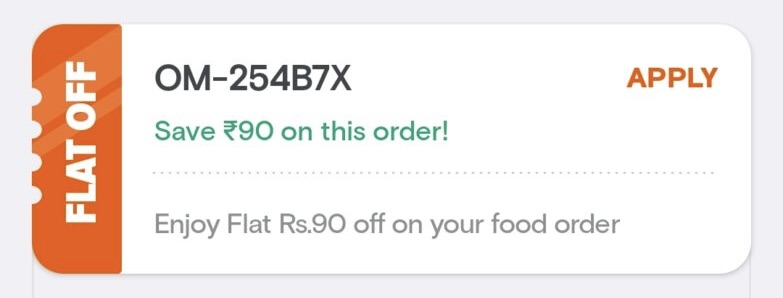 FLAT OFF
OM-254B7X
APPLY
Save ₹90 on this order!
Enjoy Flat Rs.90 off on your food order